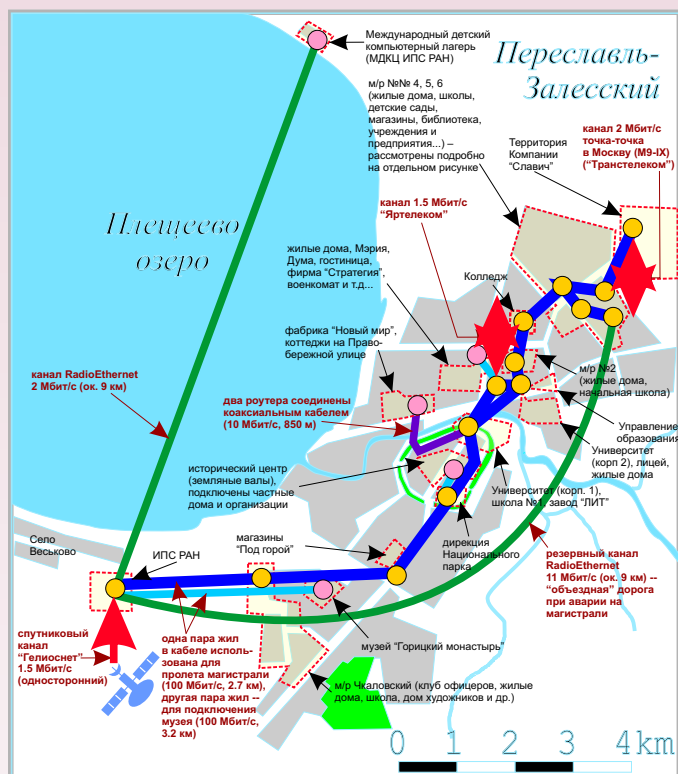 Международный детский
компьютерный лагерь
(МДКЦ ИПС РАН)
Переславль-
Залесский
м/р №№ 4, 5, 6
(жилые дома, школы,
детские сады,
магазины, библиотека,
учреждения и
предприятия...) –
рассмотрены подробно
на отдельном рисунке
Территория
Компании
“Славич”
канал 2 Мбит/с
точка-точка
в Москву (М9-IX)
(“Транстелеком”)
канал 1.5 Мбит/с
“Яртелеком”
Плещеево
озеро
жилые дома, Мэрия,
Дума, гостиница,
фирма “Стратегия”,
военкомат и т.д...
Колледж
фабрика “Новый мир”,
коттеджи на Право-
бережной улице
канал RadioEthernet
2 Мбит/с (ок. 9 км)
два роутера соединены
коаксиальным кабелем
(10 Мбит/с, 850 м)
м/р №2
(жилые дома,
начальная школа)
Управление
образования
Университет
(корп 2), лицей,
жилые дома
исторический центр
(земляные валы),
подключены частные
дома и организации
Университет (корп. 1),
школа №1, завод “ЛИТ”
дирекция
Национального
парка
Село
Веськово
ИПС РАН
магазины
“Под горой”
резервный канал
RadioEthernet
11 Мбит/с (ок. 9 км) --
“объездная” дорога
при аварии на
магистрали
спутниковый
канал
“Гелиоснет”
1.5 Мбит/с
(односторонний)
одна пара жил
в кабеле исполь-
зована для
пролета магистрали
(100 Мбит/с, 2.7 км),
другая пара жил --
для подключения
музея (100 Мбит/с,
3.2 км)
музей “Горицкий монастырь”
м/р Чкаловский (клуб офицеров, жилые
дома, школа, дом художников и др.)
0 1 2 3 4km